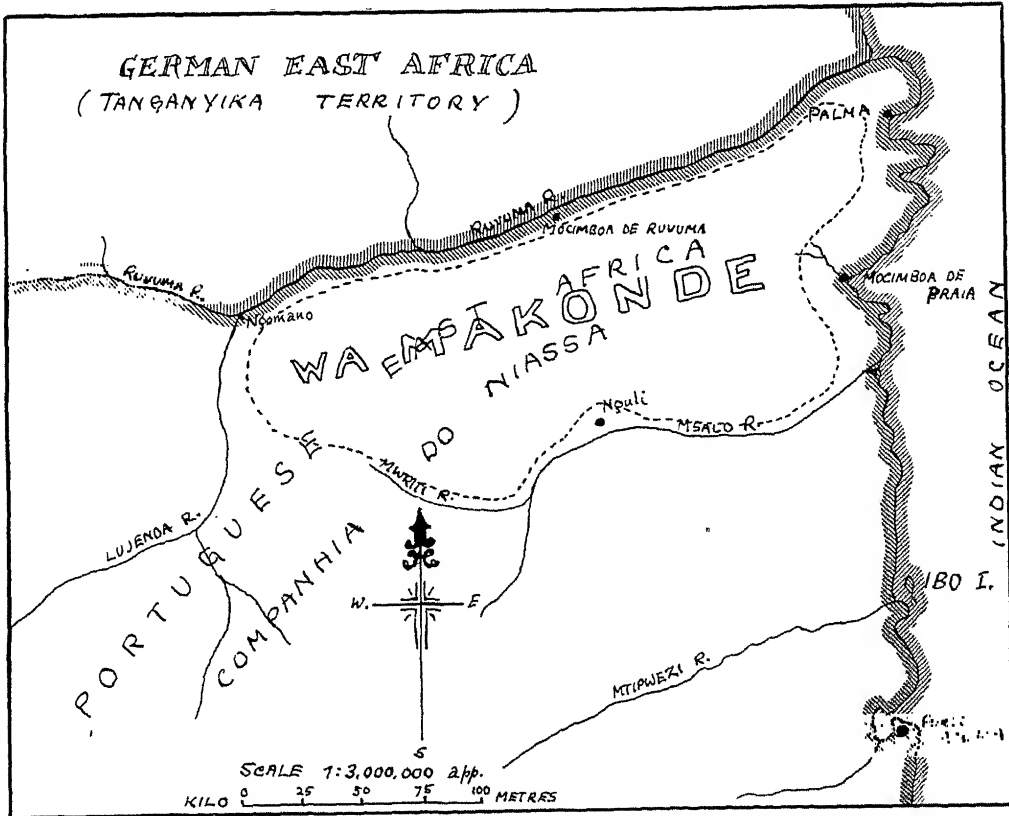 GERMAN EAST AFRICA
(TANGANYIKA TERRITORY)
PALMA
RUVUMA R.
MOCIMBOA DE RUVUMA
RUVUMA R.
Ngomano
MOCIMBOA DE
PRAIA
WA MAKONDE
PORTUGUESE EAST AFRICA
COMPANHIA DO NIASSA
Nguli
MSALO R.
MWRITI R.
LUJENDA R.
INDIAN OCEAN
IBO I.
W. E
S
MTIPWEZI R.
SCALE 1:3,000,000 app.
KILO 0 25 50 75 100 METRES